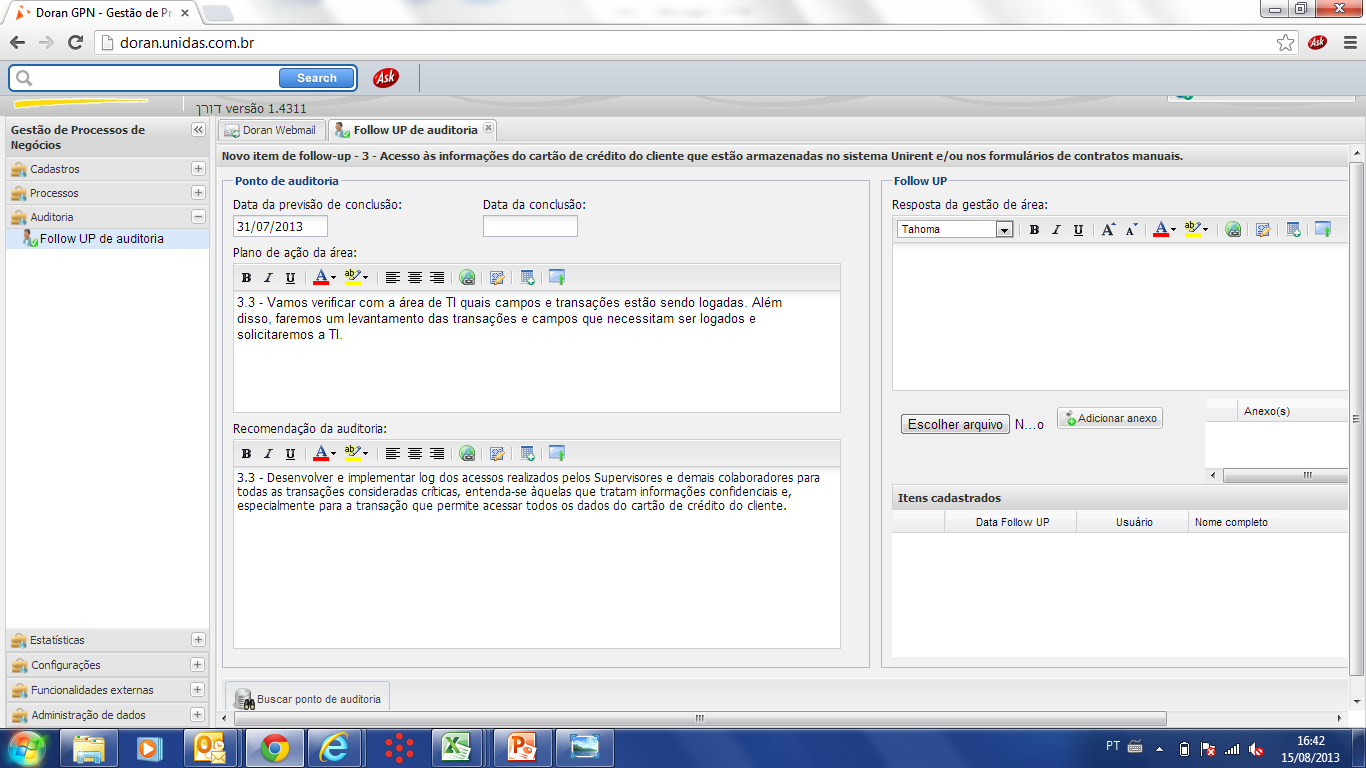 Doran GPN - Gestão de Pr
doran.unidas.com.br
Ask
Search
Ask
דורן versão 1.4311
Gestão de Processos de
Negócios
Cadastros
Processos
Auditoria
Follow UP de auditoria
Estatísticas
Configurações
Funcionalidades externas
Administração de dados
Doran Webmail
Follow UP de auditoria
Novo item de follow-up - 3 - Acesso às informações do cartão de crédito do cliente que estão armazenadas no sistema Unirent e/ou nos formulários de contratos manuais.
Ponto de auditoria
Data da previsão de conclusão:
Data da conclusão:
31/07/2013
Plano de ação da área:
B I U A ab
3.3 - Vamos verificar com a área de TI quais campos e transações estão sendo logadas. Além
disso, faremos um levantamento das transações e campos que necessitam ser logados e
solicitaremos a TI.
Recomendação da auditoria:
B I U A ab
3.3 - Desenvolver e implementar log dos acessos realizados pelos Supervisores e demais colaboradores para
todas as transações consideradas críticas, entenda-se àquelas que tratam informações confidenciais e,
especialmente para a transação que permite acessar todos os dados do cartão de crédito do cliente.
Buscar ponto de auditoria
Follow UP
Resposta da gestão de área:
Tahoma B I U A A A ab
Escolher arquivo N...o
Adicionar anexo
Anexo(s)
Itens cadastrados
Data Follow UP Usuário Nome completo
PT
16:42
15/08/2013